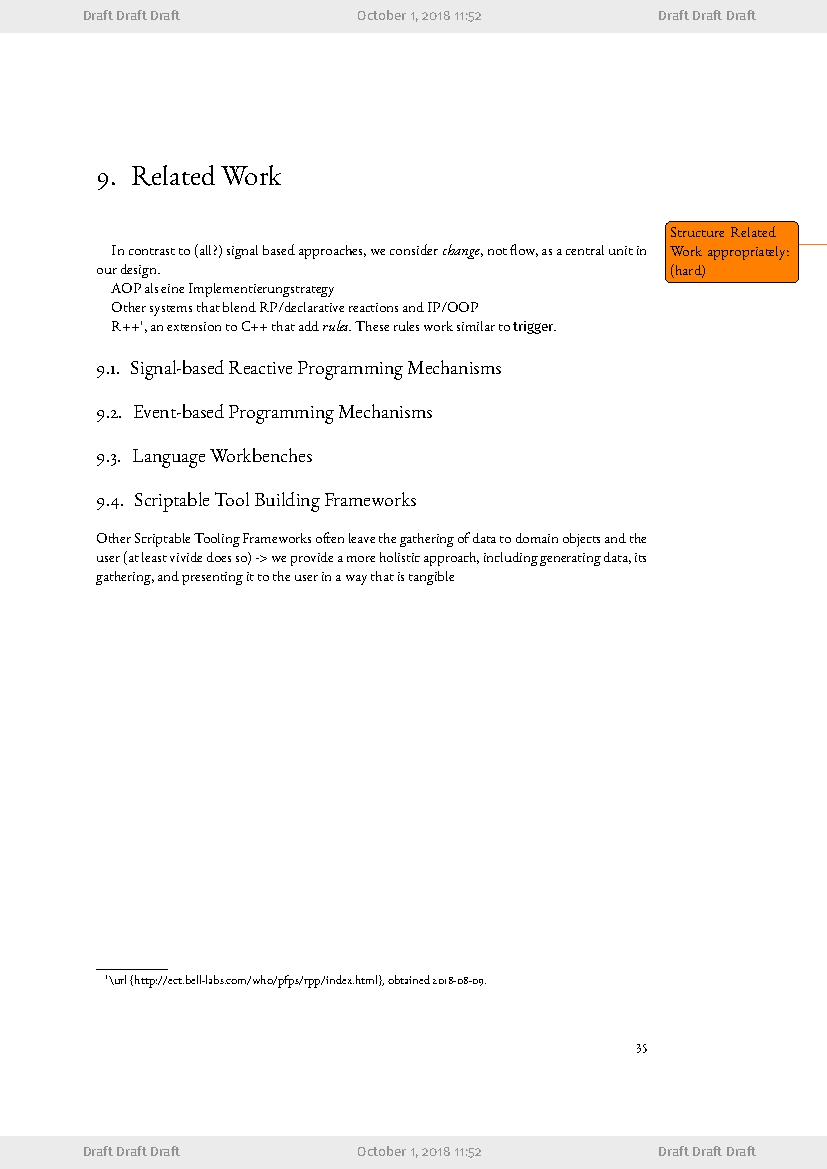 Draft Draft Draft October 1, 2018 11:52 Draft Draft Draft
9. Related Work
Structure Related
Work appropriately:
(hard)
In contrast to (all?) signal based approaches, we consider change, not flow, as a central unit in
our design.
AOP als eine Implementierungstrategy
Other systems that blend RP/declarative reactions and IP/OOP
R++¹, an extension to C++ that add rules. These rules work similar to trigger.
9.1. Signal-based Reactive Programming Mechanisms
9.2. Event-based Programming Mechanisms
9.3. Language Workbenches
9.4. Scriptable Tool Building Frameworks
Other Scriptable Tooling Frameworks often leave the gathering of data to domain objects and the
user (at least vivide does so) -> we provide a more holistic approach, including generating data, its
gathering, and presenting it to the user in a way that is tangible
¹\url {http://ect.bell-labs.com/who/pfps/rpp/index.html}, obtained 2018-08-09.
35
Draft Draft Draft October 1, 2018 11:52 Draft Draft Draft